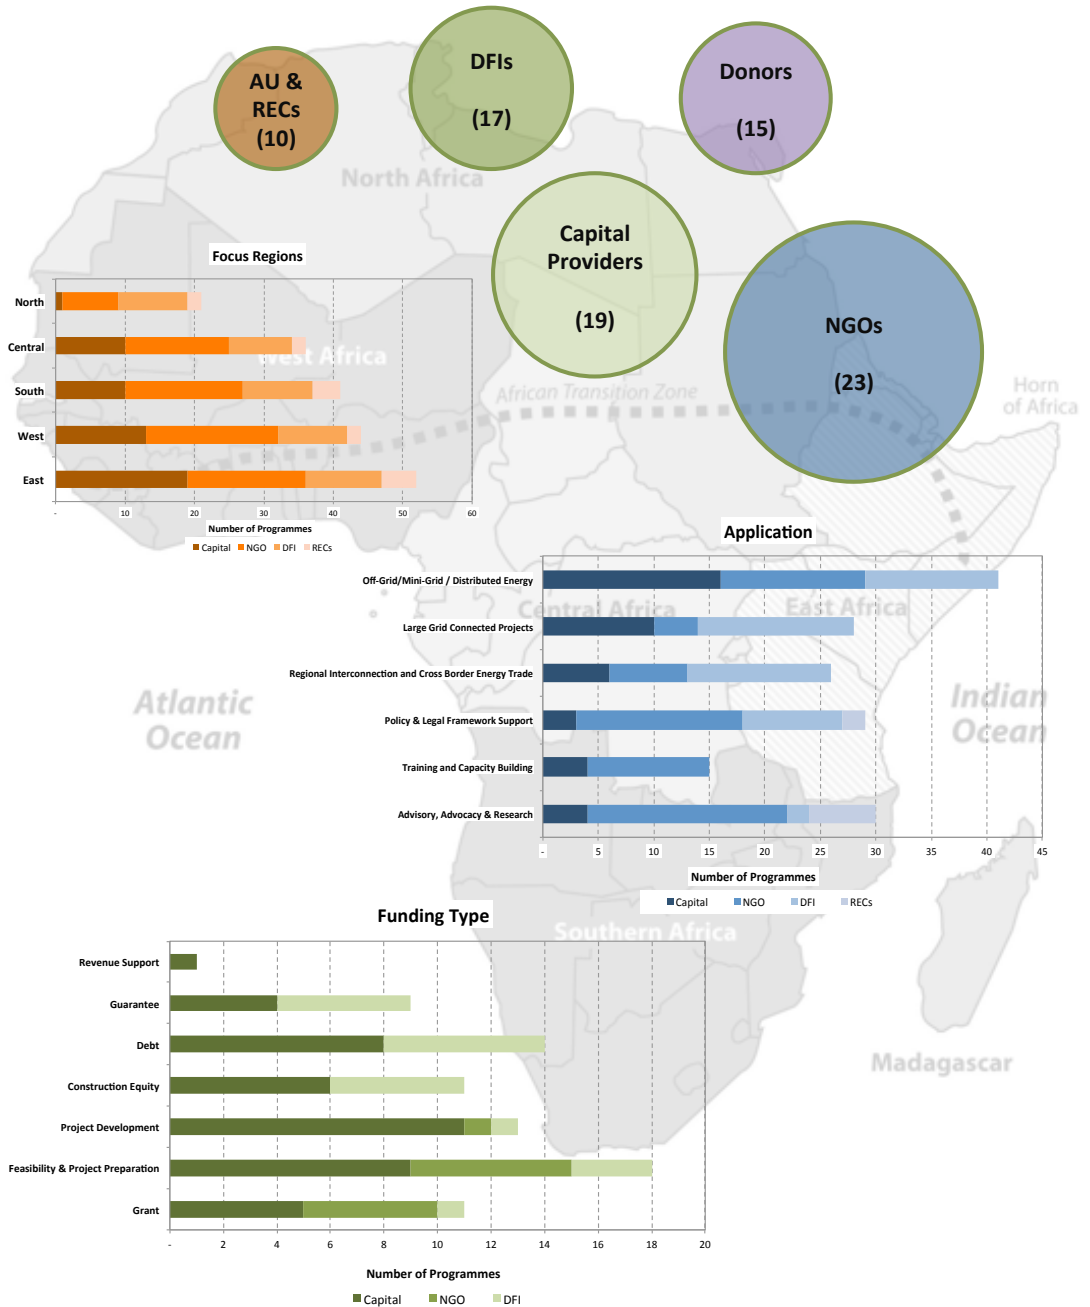 AU &
RECs
(10)
DFIs
(17)
Donors
(15)
North Africa
Capital
Providers
(19)
NGOs
(23)
Focus Regions
North
Central
South
West
East
West Africa
African Transition Zone
Horn
of Africa
- 10 20 30 40 50 60
Number of Programmes
Capital NGO DFI RECs
Application
Off-Grid/Mini-Grid / Distributed Energy
Large Grid Connected Projects
Regional Interconnection and Cross Border Energy Trade
Policy & Legal Framework Support
Training and Capacity Building
Advisory, Advocacy & Research
Central Africa
East Africa
- 5 10 15 20 25 30 35 40 45
Number of Programmes
Capital NGO DFI RECs
Atlantic
Ocean
Indian
Ocean
Funding Type
Southern Africa
Revenue Support
Guarantee
Debt
Construction Equity
Project Development
Feasibility & Project Preparation
Grant
- 2 4 6 8 10 12 14 16 18 20
Number of Programmes
Capital NGO DFI
Madagascar